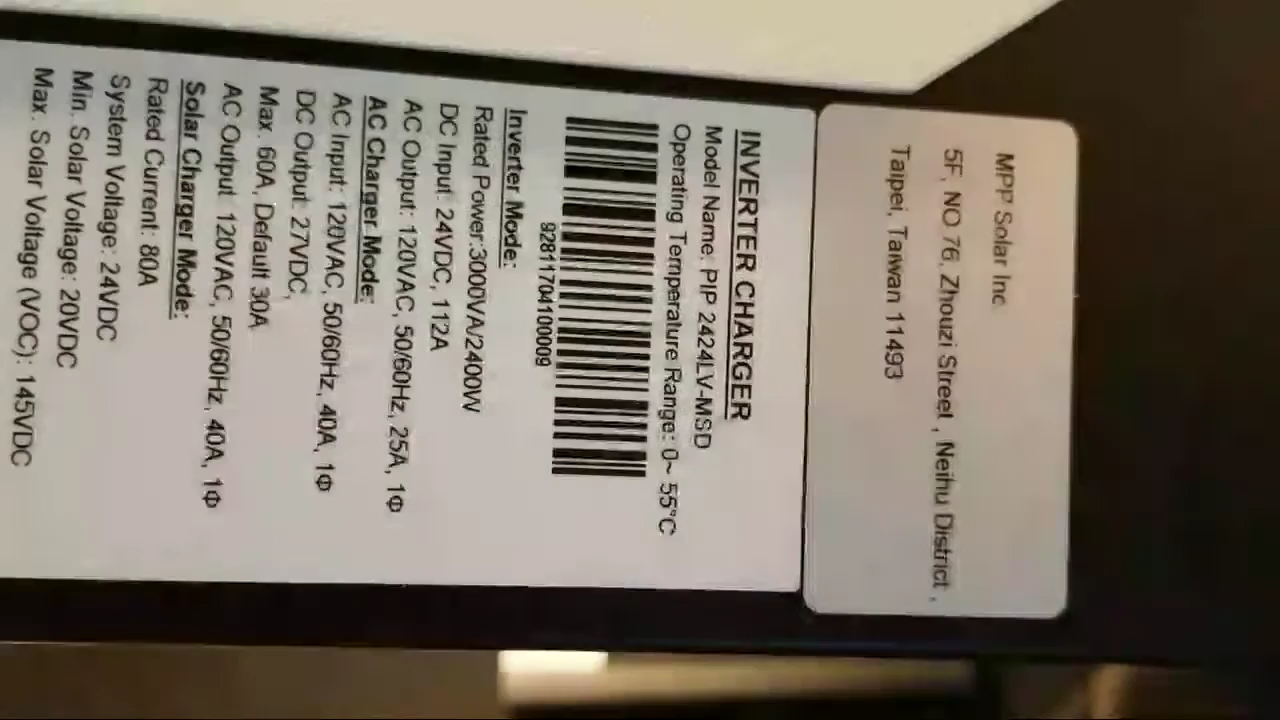 MPP Solar Inc
5F, NO 76, Zhouzi Street , Neihu District ,
Taipei, Taiwan 11493
INVERTER CHARGER
Model Name: PIP 2424LV-MSD
Operating Temperature Range: 0~ 55°C
92811704100009
Inverter Mode:
Rated Power:3000VA/2400W
DC Input: 24VDC, 112A
AC Output: 120VAC, 50/60Hz, 25A, 1Φ
AC Charger Mode:
AC Input: 120VAC, 50/60Hz, 40A, 1Φ
DC Output: 27VDC,
Max. 60A, Default 30A
AC Output: 120VAC, 50/60Hz, 40A, 1Φ
Solar Charger Mode:
Rated Current: 80A
System Voltage: 24VDC
Min. Solar Voltage: 20VDC
Max. Solar Voltage (VOC): 145VDC